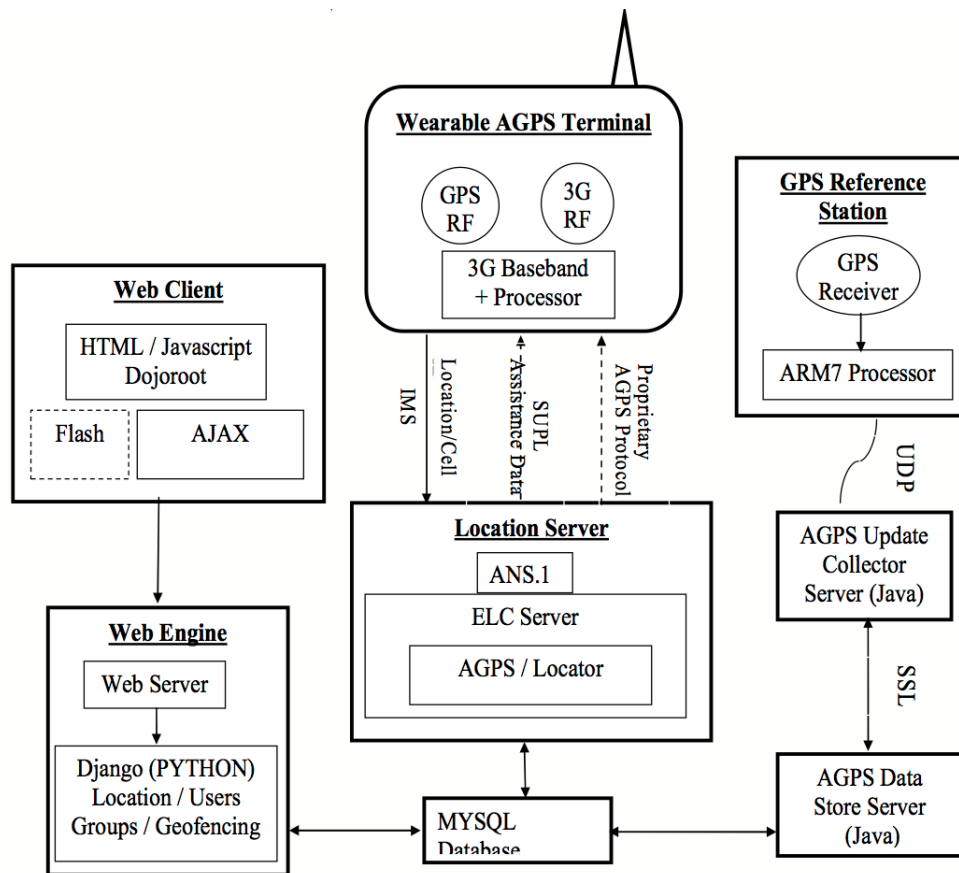 Wearable AGPS Terminal
GPS
RF
3G
RF
3G Baseband
+ Processor
GPS Reference
Station
GPS
Receiver
ARM7 Processor
Web Client
HTML / Javascript
Dojoroot
Flash
AJAX
Location/Cell
IMS
SUPL
Assistance Data
Proprietary
AGPS Protocol
UDP
Location Server
ANS.1
ELC Server
AGPS / Locator
AGPS Update
Collector
Server (Java)
SSL
Web Engine
Web Server
Django (PYTHON)
Location / Users
Groups / Geofencing
MYSQL
Database
AGPS Data
Store Server
(Java)